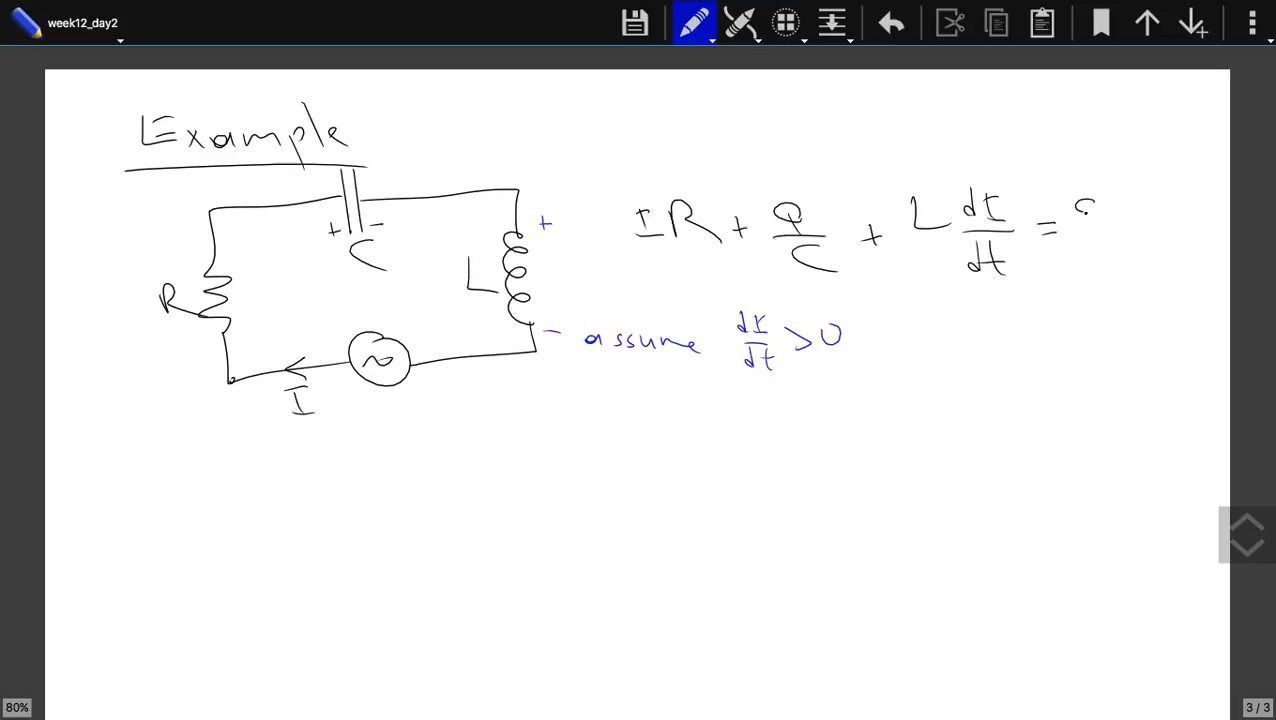 week12_day2
Example
+ -
C
R
L
+
-
I
IR + Q/C + L dI/dt =
assume dI/dt > 0
80%
3 / 3